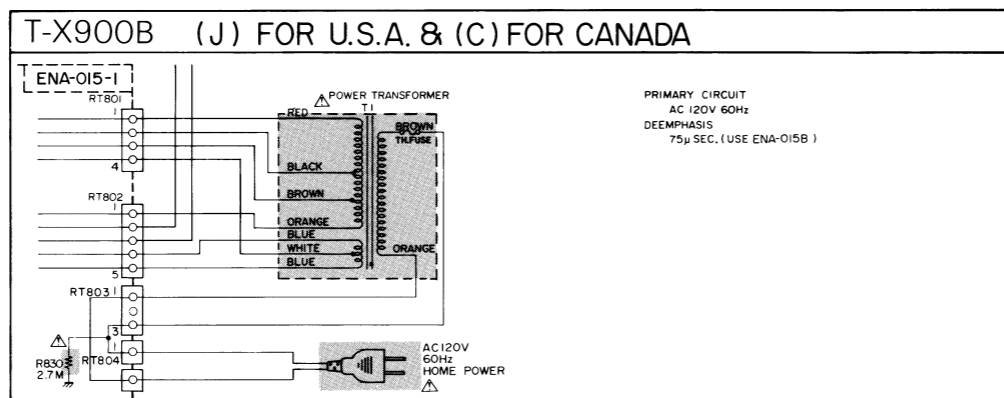 T-X900B (J) FOR U.S.A. & (C) FOR CANADA
ENA-015-1
RT801
1
4
⚠ POWER TRANSFORMER
T1
RED
BLACK
BROWN
ORANGE
BLUE
WHITE
BLUE
BROWN
TH.FUSE
ORANGE
RT802
1
5
RT803 1
3
R830
2.7M
RT804
1
AC120V
60Hz
HOME POWER
PRIMARY CIRCUIT
AC 120V 60Hz
DEEMPHASIS
75μ SEC. (USE ENA-015B)